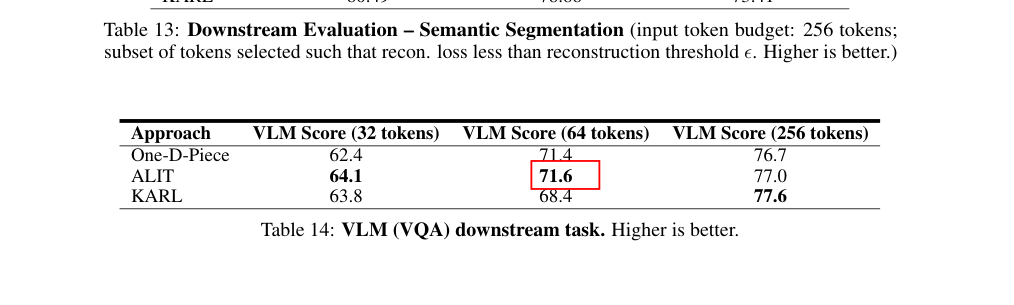 Table 13: Downstream Evaluation – Semantic Segmentation (input token budget: 256 tokens;
subset of tokens selected such that recon. loss less than reconstruction threshold ϵ. Higher is better.)
Approach VLM Score (32 tokens) VLM Score (64 tokens) VLM Score (256 tokens)
One-D-Piece 62.4 71.4 76.7
ALIT 64.1 71.6 77.0
KARL 63.8 68.4 77.6
Table 14: VLM (VQA) downstream task. Higher is better.